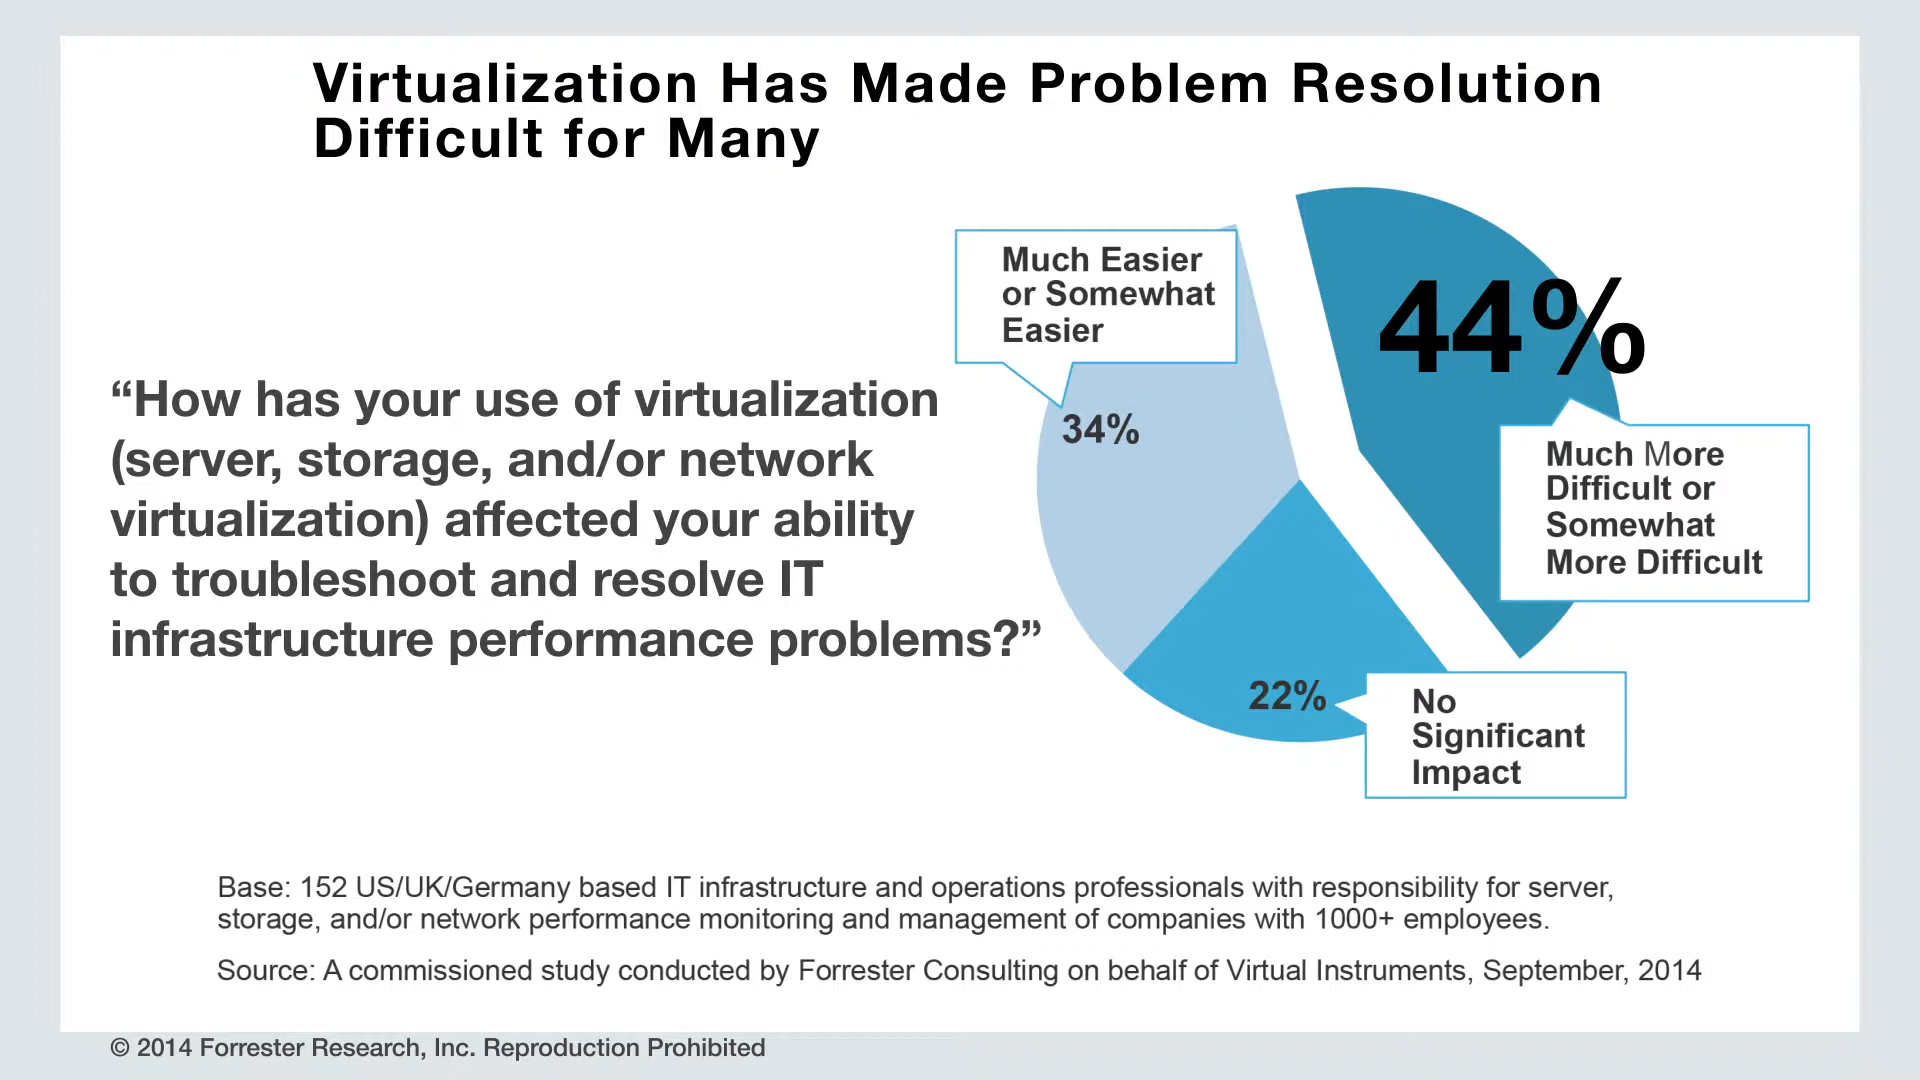 Virtualization Has Made Problem Resolution
Difficult for Many
Much Easier
or Somewhat
Easier
44%
“How has your use of virtualization
(server, storage, and/or network
virtualization) affected your ability
to troubleshoot and resolve IT
infrastructure performance problems?”
34%
Much More
Difficult or
Somewhat
More Difficult
22%
No
Significant
Impact
Base: 152 US/UK/Germany based IT infrastructure and operations professionals with responsibility for server,
storage, and/or network performance monitoring and management of companies with 1000+ employees.
Source: A commissioned study conducted by Forrester Consulting on behalf of Virtual Instruments, September, 2014
© 2014 Forrester Research, Inc. Reproduction Prohibited